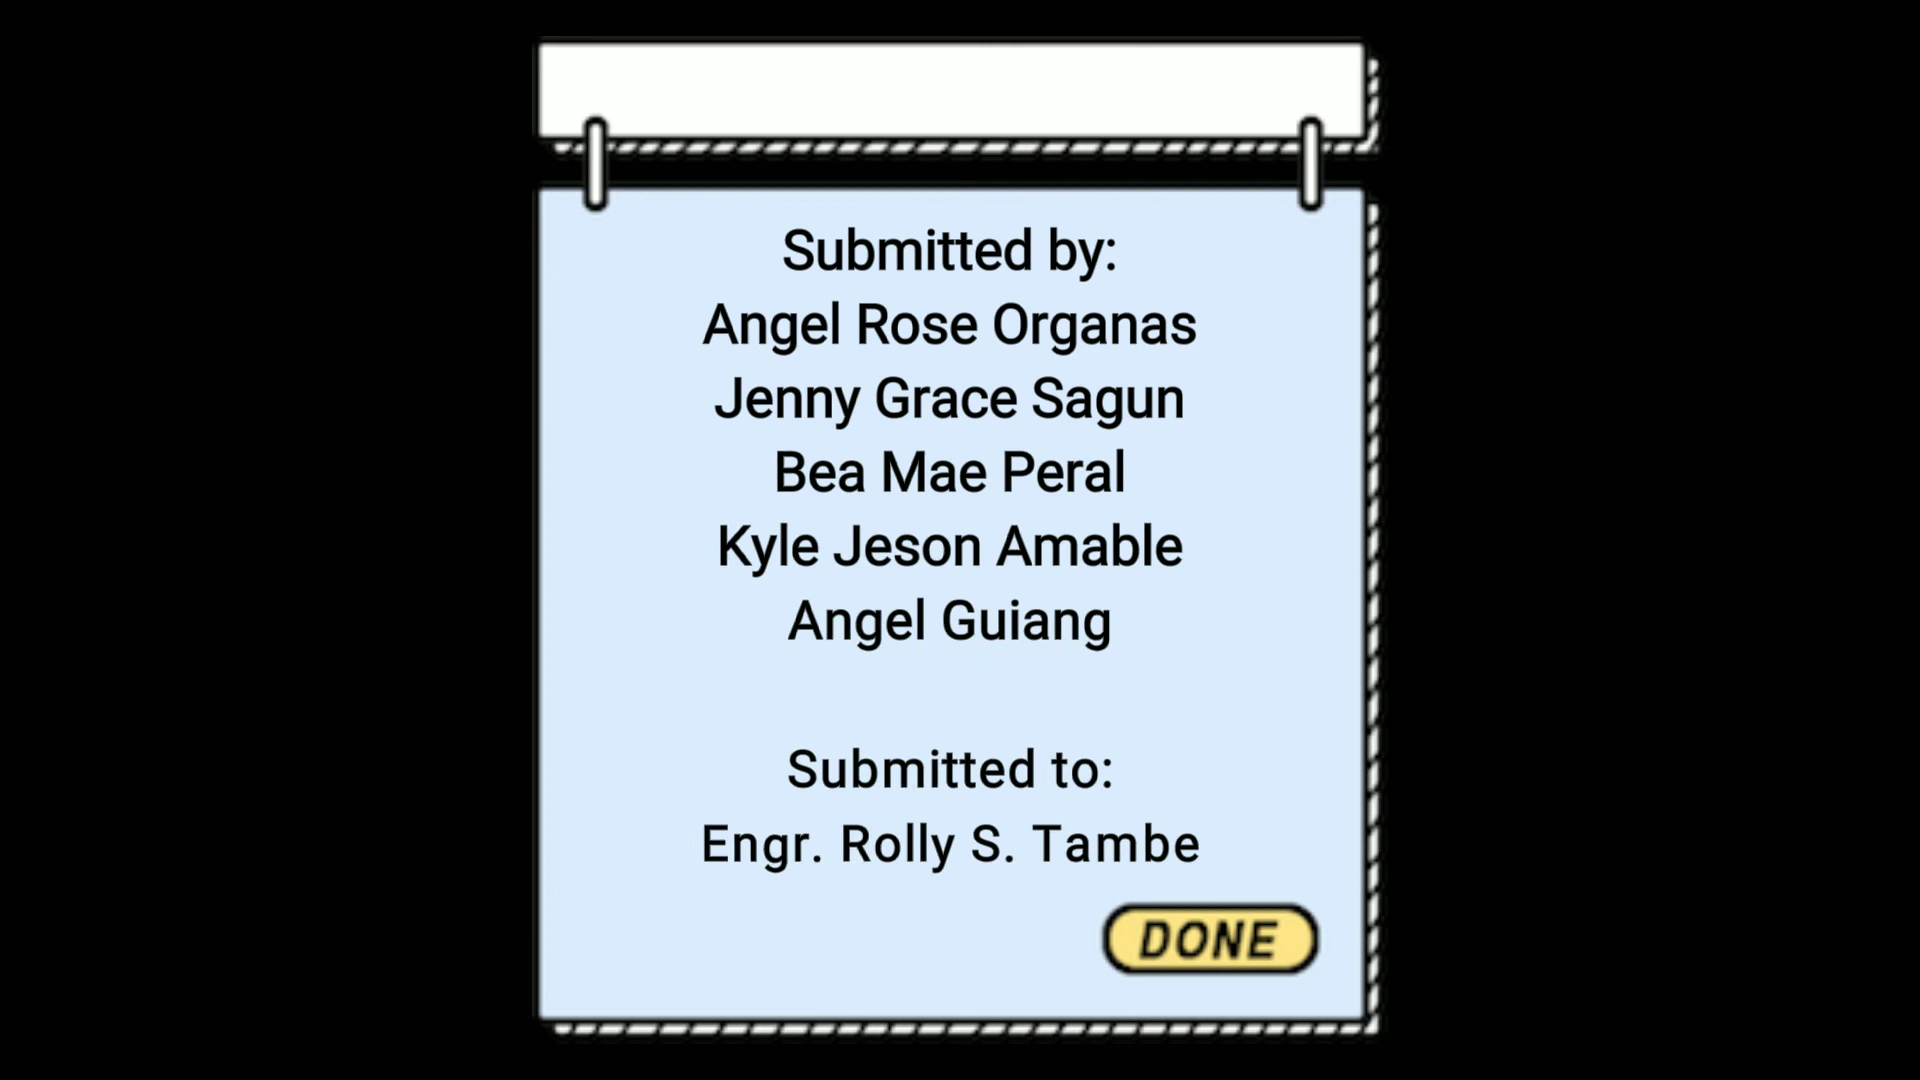 Submitted by:
Angel Rose Organas
Jenny Grace Sagun
Bea Mae Peral
Kyle Jeson Amable
Angel Guiang
Submitted to:
Engr. Rolly S. Tambe
DONE